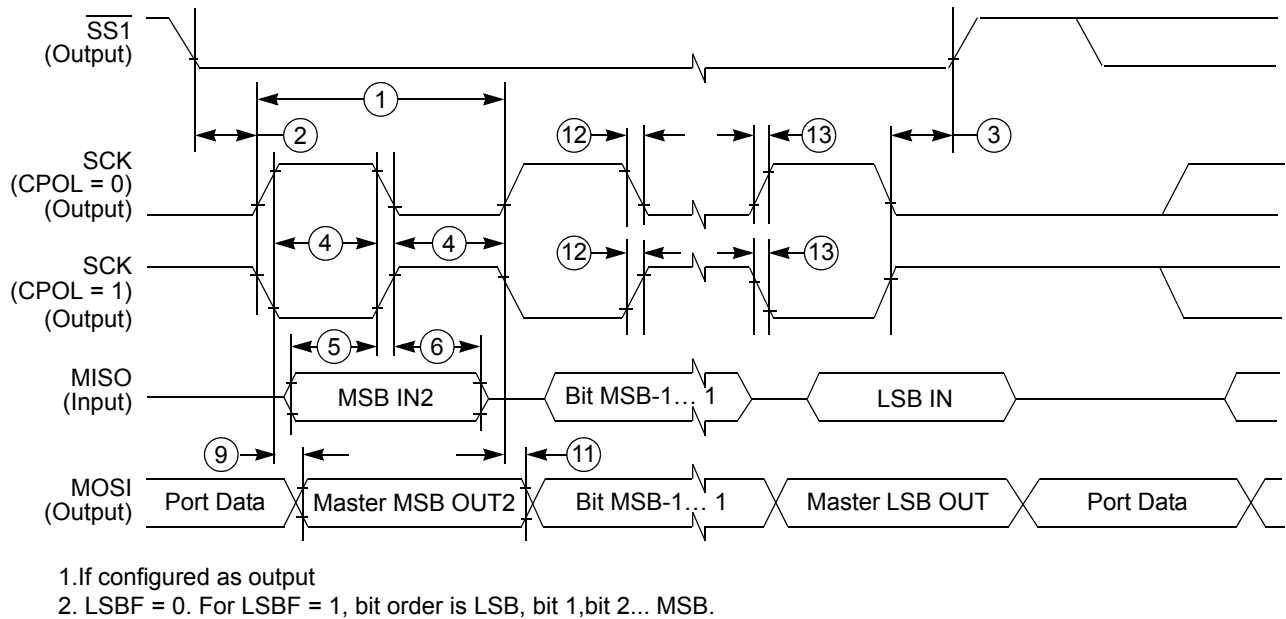 SS1
(Output)
1
2
12
13
3
SCK
(CPOL = 0)
(Output)
4
4
12
13
SCK
(CPOL = 1)
(Output)
5
6
MISO
(Input)
MSB IN2
Bit MSB-1… 1
LSB IN
9
11
MOSI
(Output)
Port Data
Master MSB OUT2
Bit MSB-1… 1
Master LSB OUT
Port Data
1.If configured as output
2. LSBF = 0. For LSBF = 1, bit order is LSB, bit 1,bit 2... MSB.